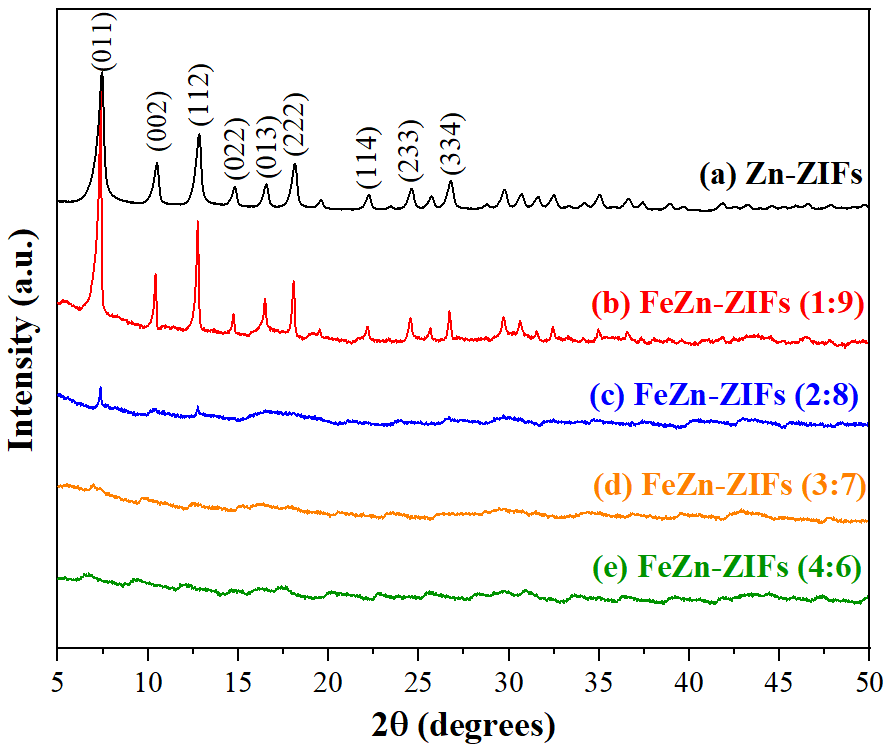 (011)
(002)
(112)
(022)
(013)
(222)
(114)
(233)
(334)
(a) Zn-ZIFs
(b) FeZn-ZIFs (1:9)
(c) FeZn-ZIFs (2:8)
(d) FeZn-ZIFs (3:7)
(e) FeZn-ZIFs (4:6)
Intensity (a.u.)
5 10 15 20 25 30 35 40 45 50
2θ (degrees)